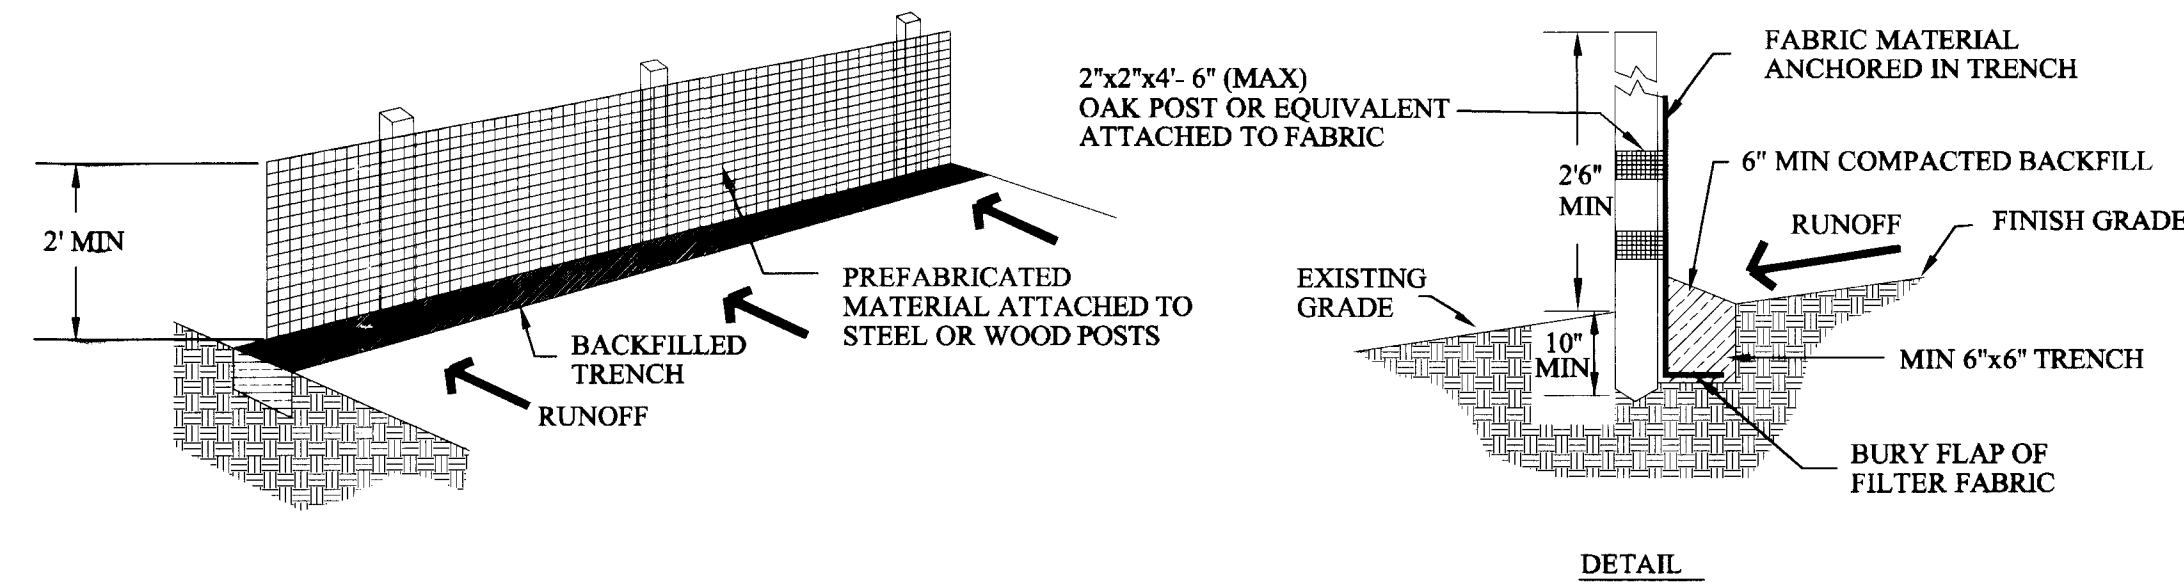 2' MIN
BACKFILLED
TRENCH
RUNOFF
PREFABRICATED
MATERIAL ATTACHED TO
STEEL OR WOOD POSTS
2"x2"x4'- 6" (MAX)
OAK POST OR EQUIVALENT
ATTACHED TO FABRIC
FABRIC MATERIAL
ANCHORED IN TRENCH
6" MIN COMPACTED BACKFILL
2'6"
MIN
RUNOFF
FINISH GRADE
EXISTING
GRADE
10"
MIN
MIN 6"x6" TRENCH
BURY FLAP OF
FILTER FABRIC
DETAIL